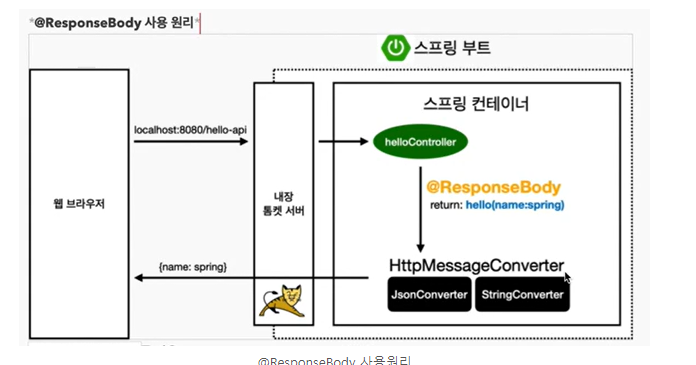 *@ResponseBody 사용 원리*
스프링 부트
스프링 컨테이너
localhost:8080/hello-api
helloController
@ResponseBody
return: hello(name:spring)
웹 브라우저
내장
톰켓 서버
{name: spring}
HttpMessageConverter
JsonConverter
StringConverter
@ResponseBody 사용원리